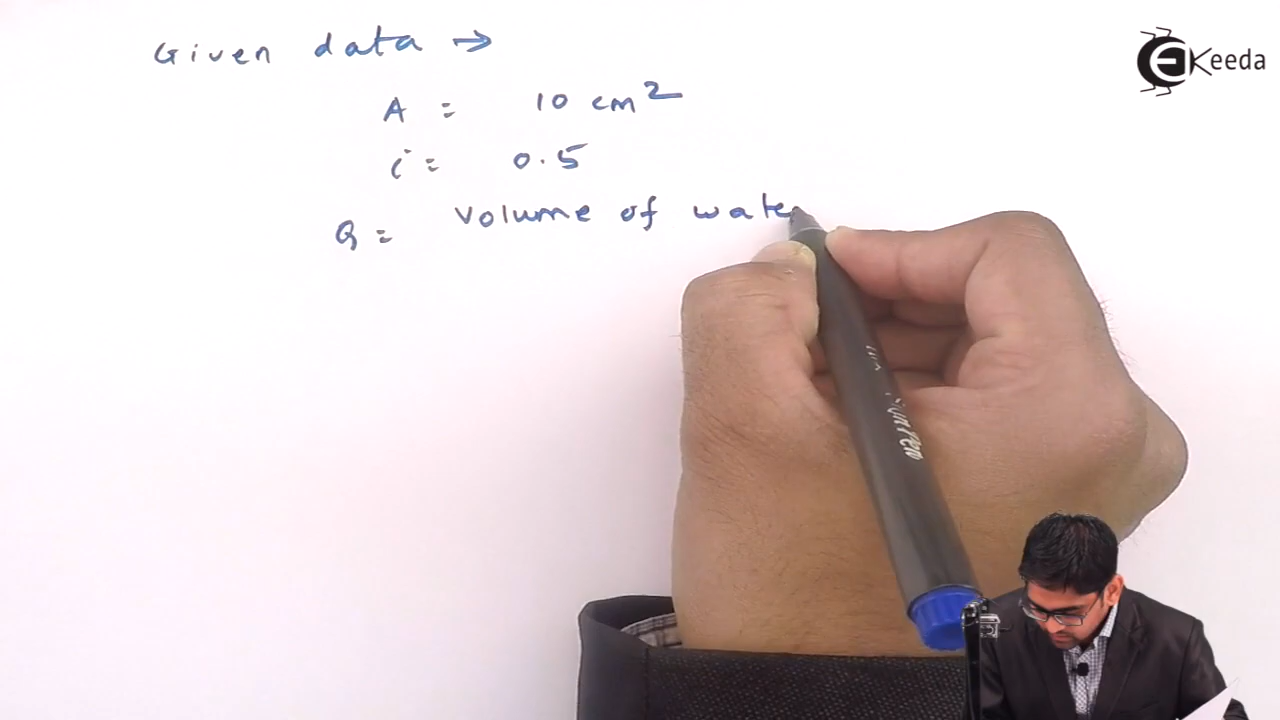 Given data →
A = 10 cm²
i = 0.5
Q = Volume of wate
EKeeda